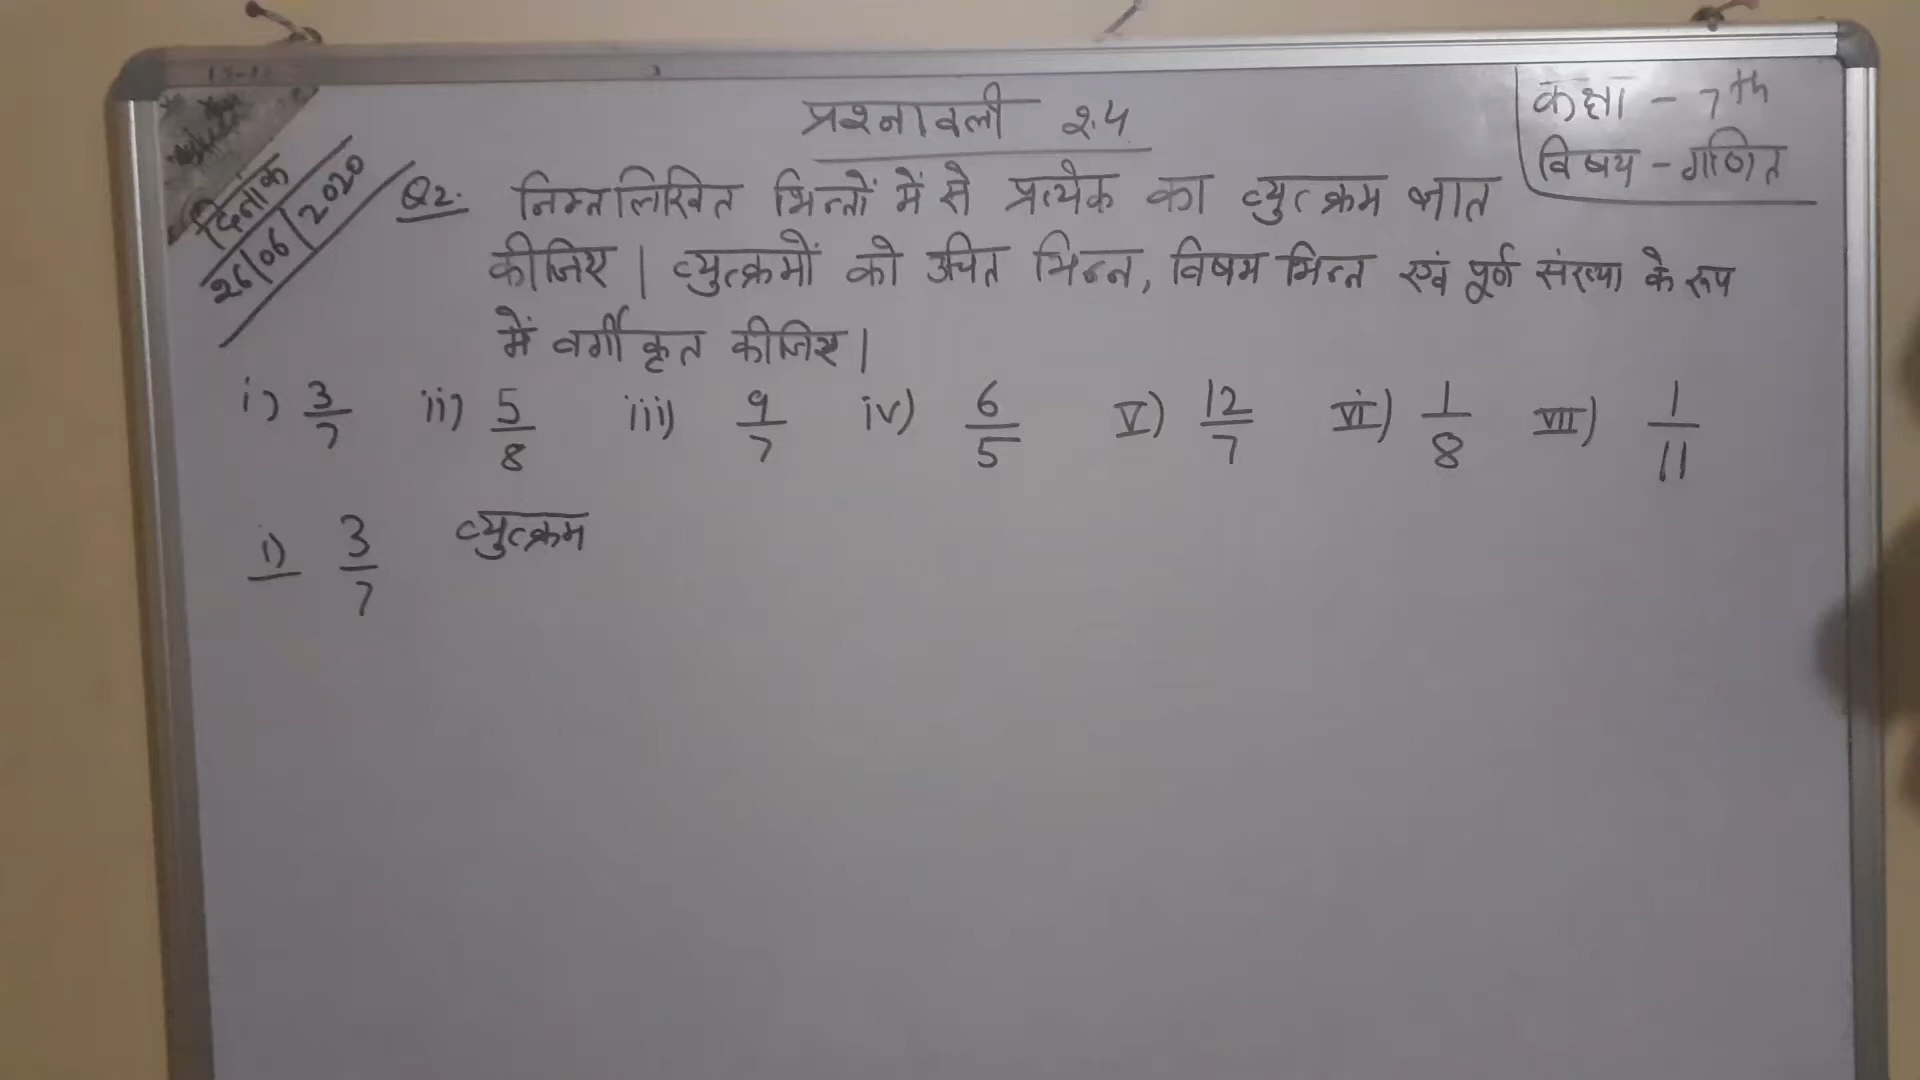 प्रश्नावली 2.4
कक्षा - 7th
विषय - गणित
दिनांक
26/06/2020
Q2. निम्नलिखित भिन्नों में से प्रत्येक का व्युत्क्रम ज्ञात
कीजिए। व्युत्क्रमों को उचित भिन्न, विषम भिन्न एवं पूर्ण संख्या के रूप
में वर्गीकृत कीजिए।
i) 3/7 ii) 5/8 iii) 9/7 iv) 6/5 V) 12/7 VI) 1/8 VII) 1/11
i) 3/7 व्युत्क्रम